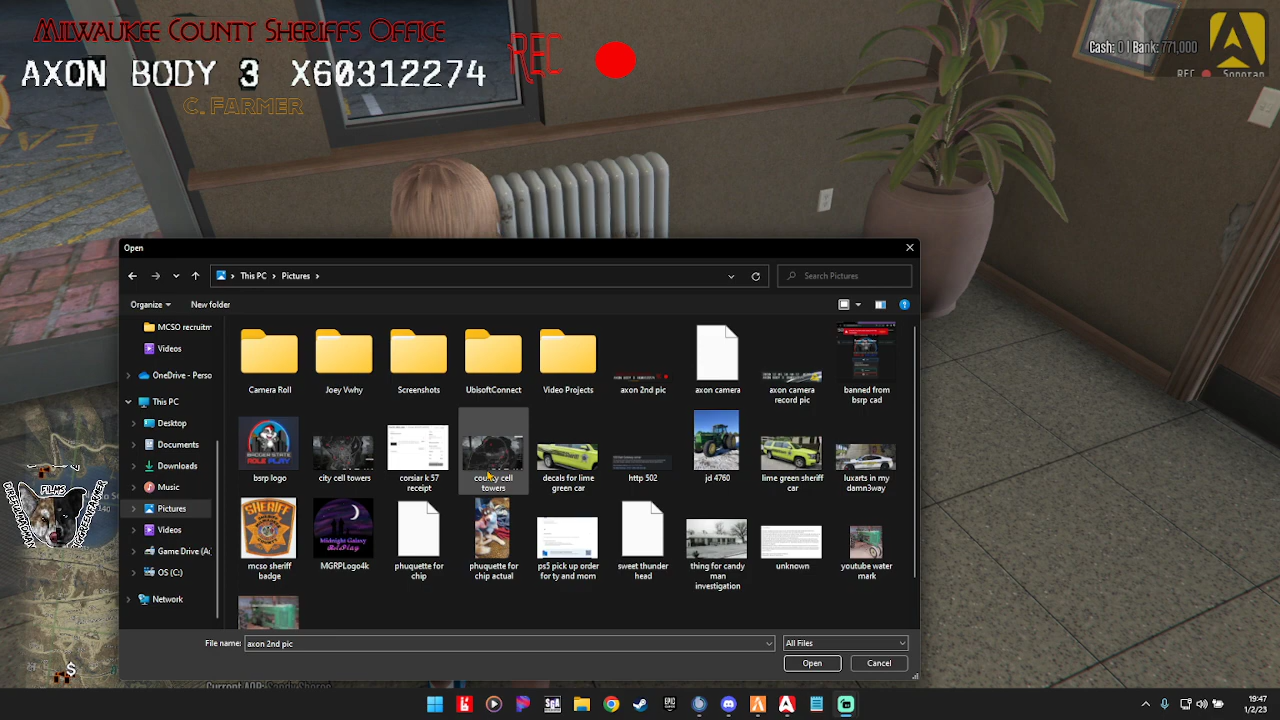 MILWAUKEE COUNTY SHERIFFS OFFICE
AXON BODY 3 X60312274
REC
C. FARMER
Cash: 0 | Bank: 771,000
REC Sonoran
Open
This PC > Pictures >
Search Pictures
Organize
New folder
MCSO recruitm
Videos
OneDrive - Perso
This PC
Desktop
Documents
Downloads
Music
Pictures
Videos
Game Drive (A:
OS (C:)
Network
Camera Roll
Joey Vwhy
Screenshots
UbisoftConnect
Video Projects
axon 2nd pic
axon camera
axon camera record pic
banned from bsrp cad
bsrp logo
city cell towers
corsiar k 57 receipt
county cell towers
decals for lime green car
http 502
jd 4760
lime green sheriff car
luxarts in my damn3way
SHERIFF
mcso sheriff badge
MGRPLogo4k
phuquette for chip
phuquette for chip actual
ps5 pick up order for ty and mom
sweet thunder head
thing for candy man investigation
unknown
youtube water mark
File name: axon 2nd pic
All Files
Open
Cancel
FILMS
$
19:47
1/2/23